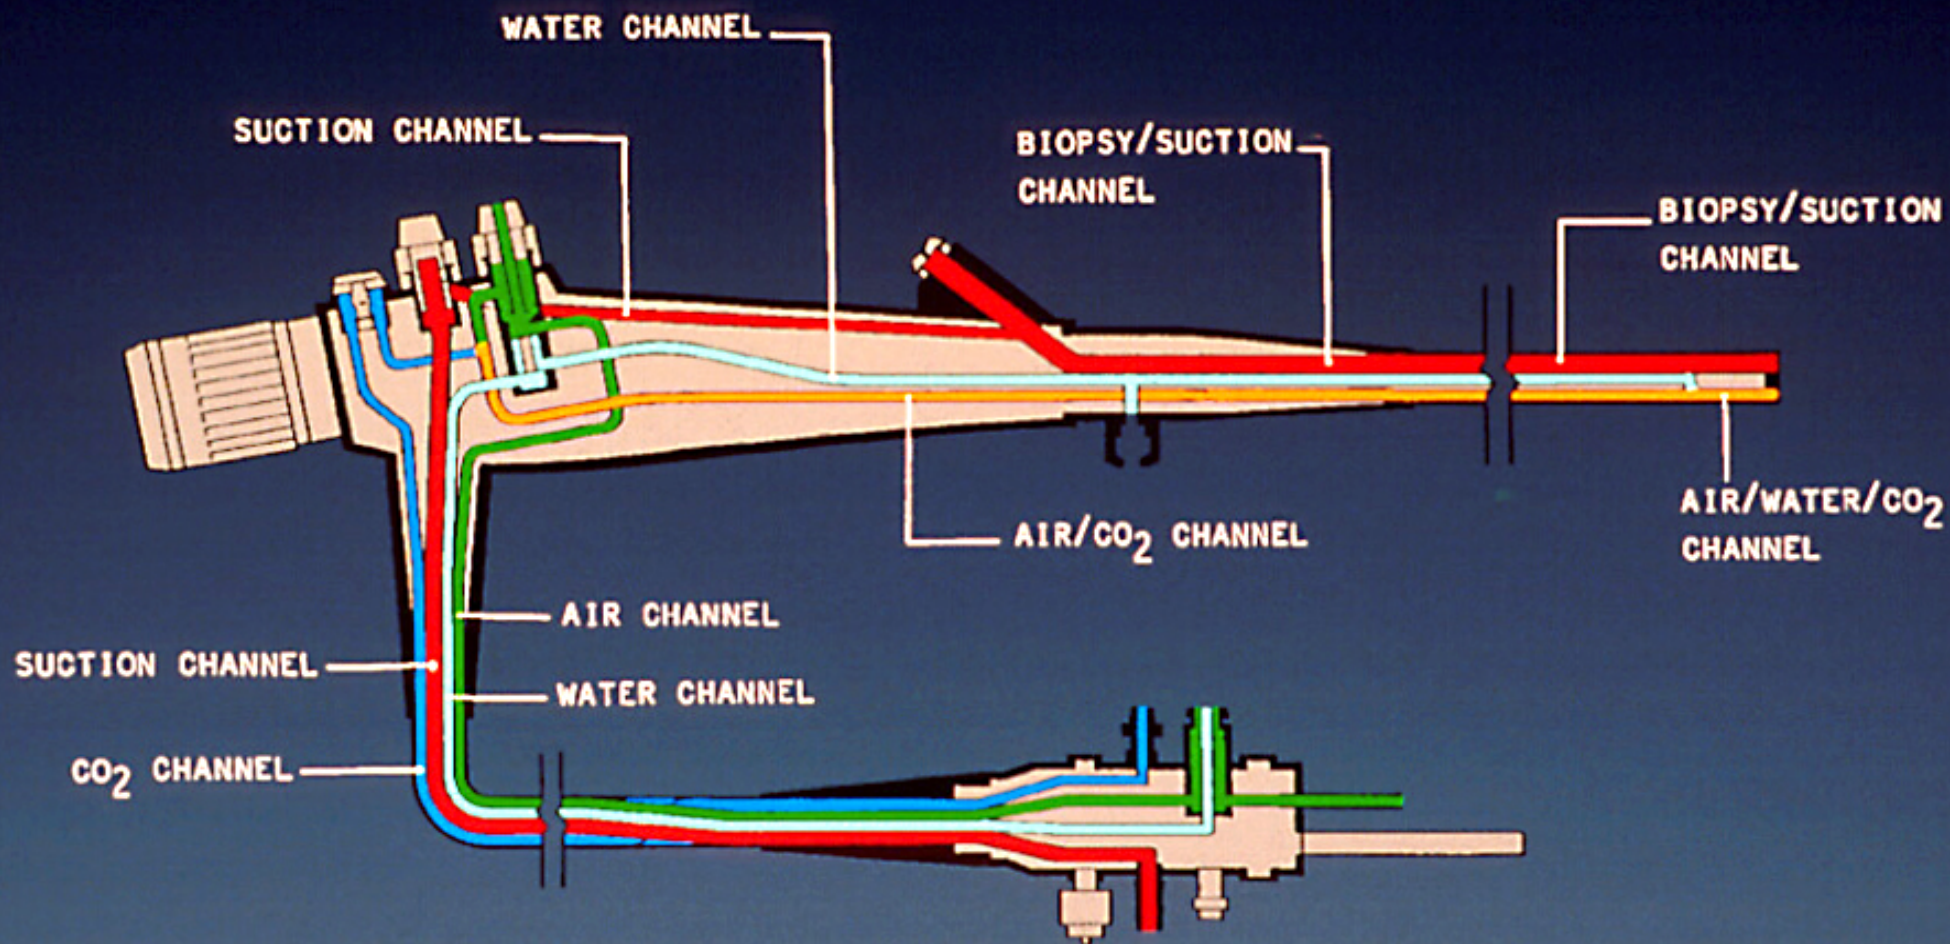 WATER CHANNEL
SUCTION CHANNEL
BIOPSY/SUCTION
CHANNEL
BIOPSY/SUCTION
CHANNEL
AIR/WATER/CO₂
CHANNEL
AIR/CO₂ CHANNEL
AIR CHANNEL
SUCTION CHANNEL
WATER CHANNEL
CO₂ CHANNEL